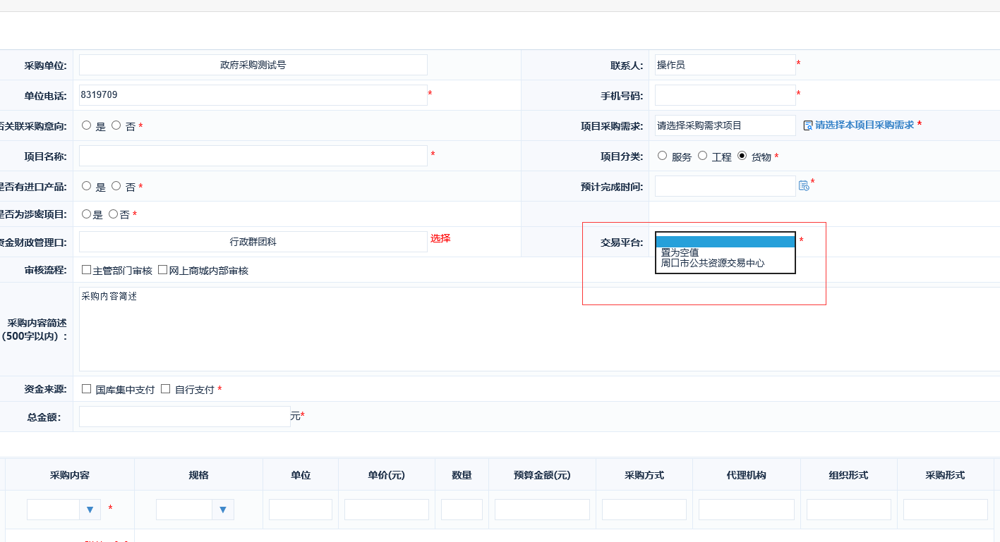 采购单位: 政府采购测试号 联系人: 操作员 *
单位电话: 8319709 * 手机号码: *
否关联采购意向: 是 否 * 项目采购需求: 请选择采购需求项目 请选择本项目采购需求 *
项目名称: * 项目分类: 服务 工程 货物 *
是否有进口产品: 是 否 * 预计完成时间: *
是否为涉密项目: 是 否 *
资金财政管理口: 行政群团科 选择 交易平台: *
置为空值
周口市公共资源交易中心
审核流程: 主管部门审核 网上商城内部审核
采购内容简述
采购内容简述
（500字以内）:
资金来源: 国库集中支付 自行支付 *
总金额: 元*
采购内容 规格 单位 单价(元) 数量 预算金额(元) 采购方式 代理机构 组织形式 采购形式
*